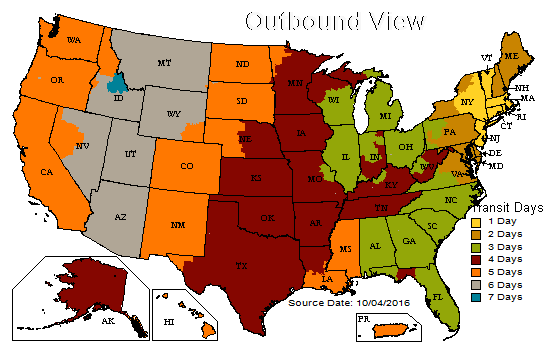 Outbound View
WA
MT
ND
MN
ME
VT
OR
ID
SD
WI
MI
NY
NH
MA
WY
RI
CT
NV
UT
CO
NE
IA
IL
IN
OH
PA
NJ
DE
MD
CA
KS
MO
KY
WV
VA
AZ
NM
OK
AR
TN
NC
SC
TX
LA
MS
AL
GA
FL
AK
HI
PR
Transit Days
1 Day
2 Days
3 Days
4 Days
5 Days
6 Days
7 Days
Source Date: 10/04/2016